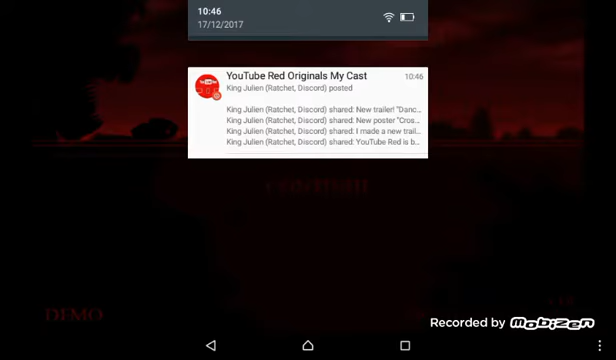 10:46
17/12/2017
YouTube Red Originals My Cast
10:46
King Julien (Ratchet, Discord) posted
King Julien (Ratchet, Discord) shared: New trailer! "Danc...
King Julien (Ratchet, Discord) shared: New poster "Cros...
King Julien (Ratchet, Discord) shared: I made a new trail...
King Julien (Ratchet, Discord) shared: YouTube Red is b...
CONTINUE
DEMO
Recorded by Mobizen